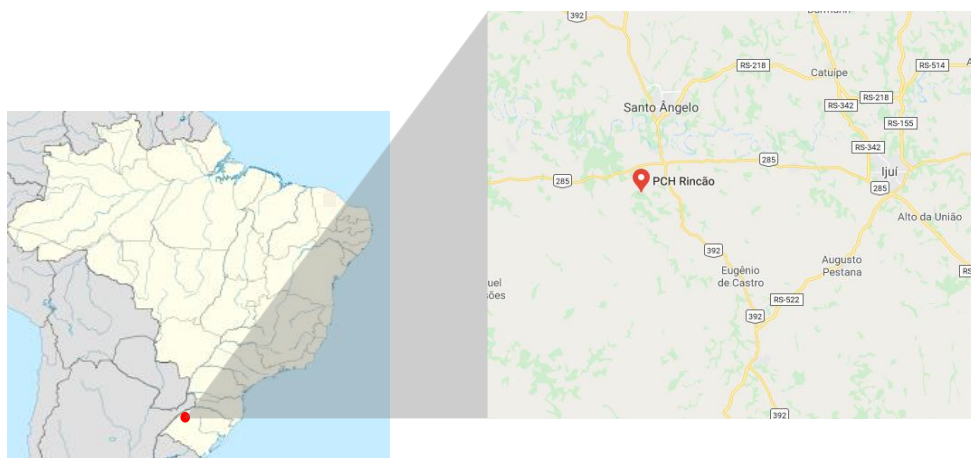 392
Santo Ângelo
RS-218
Catuípe
RS-514
RS-342
RS-218
RS-155
RS-342
285
Ijuí
285
285
PCH Rincão
Alto da União
392
Augusto
Pestana
Eugênio
de Castro
RS-522
392
392